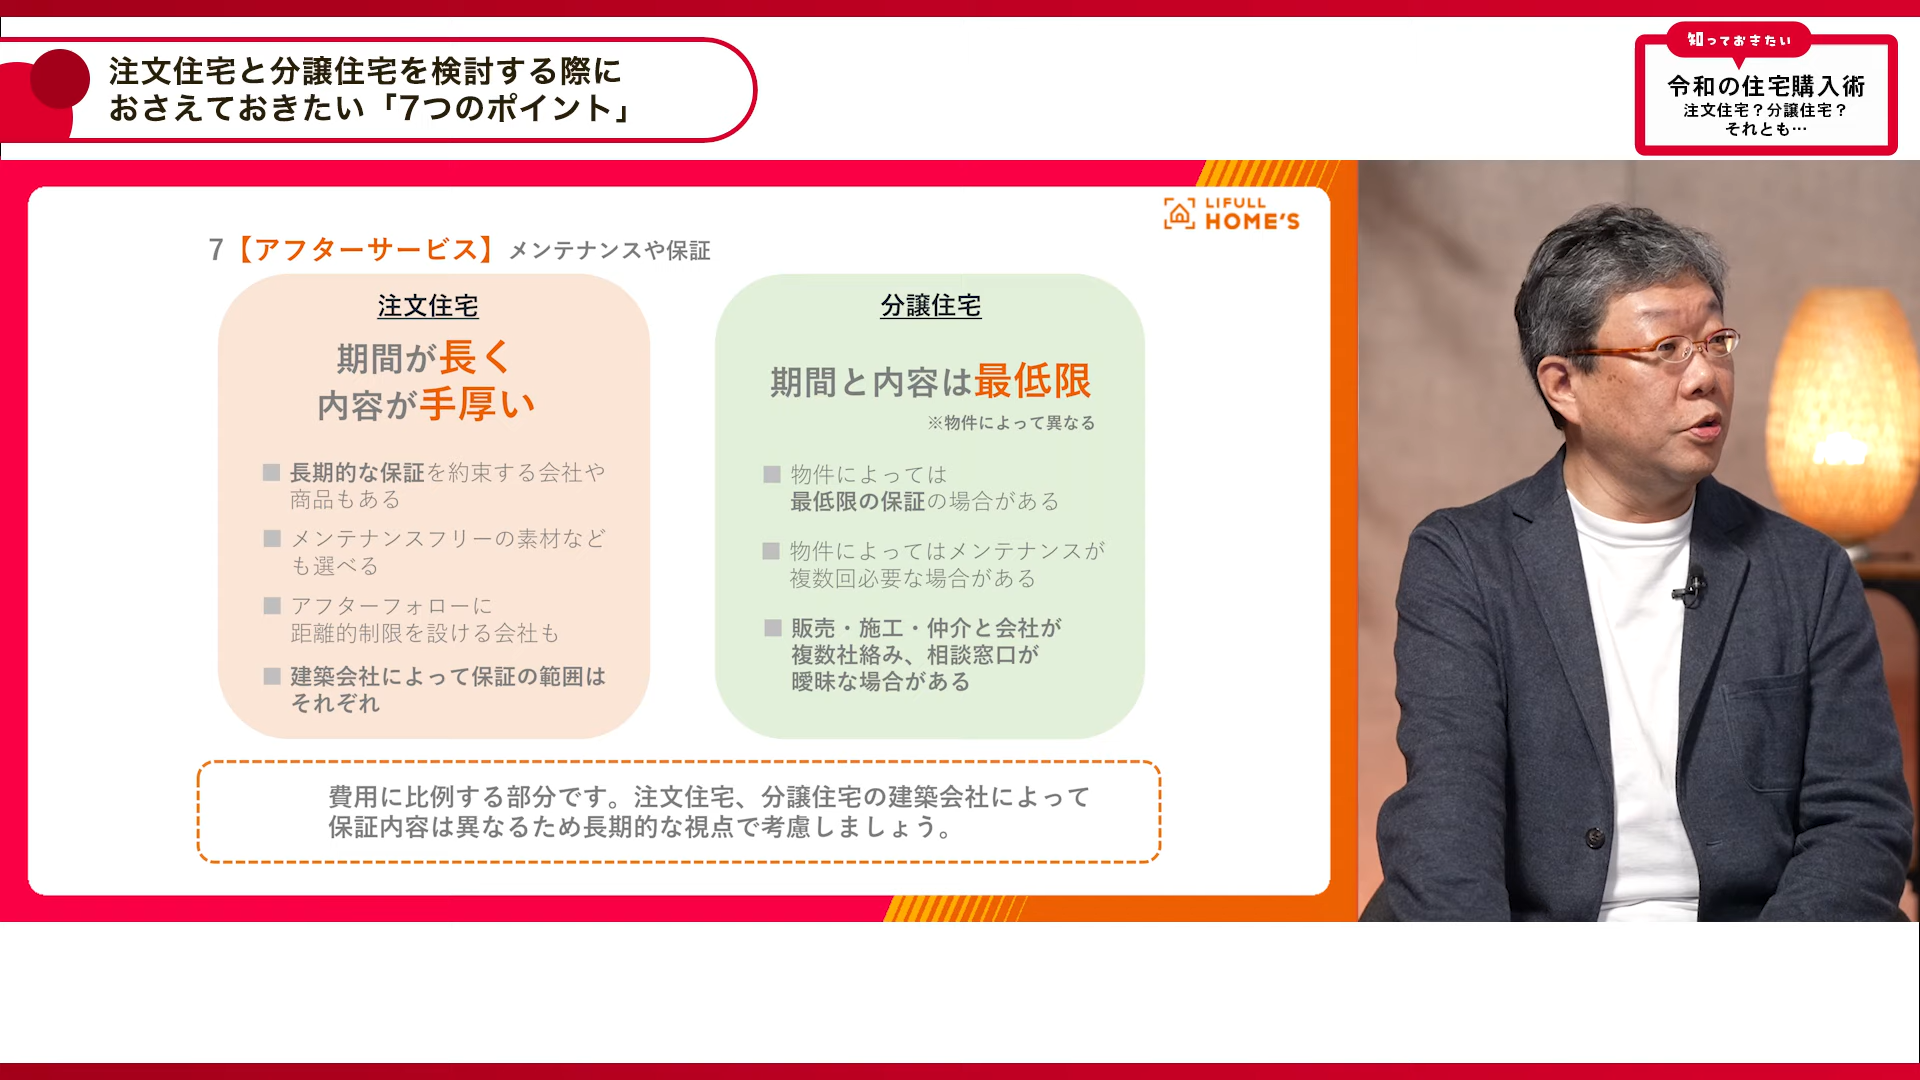 注文住宅と分譲住宅を検討する際に
おさえておきたい「7つのポイント」
知っておきたい
令和の住宅購入術
注文住宅？分譲住宅？
それとも…
LIFULL
HOME'S
7【アフターサービス】メンテナンスや保証
注文住宅
期間が長く
内容が手厚い
■ 長期的な保証を約束する会社や
商品もある
■ メンテナンスフリーの素材など
も選べる
■ アフターフォローに
距離的制限を設ける会社も
■ 建築会社によって保証の範囲は
それぞれ
分譲住宅
期間と内容は最低限
※物件によって異なる
■ 物件によっては
最低限の保証の場合がある
■ 物件によってはメンテナンスが
複数回必要な場合がある
■ 販売・施工・仲介と会社が
複数社絡み、相談窓口が
曖昧な場合がある
費用に比例する部分です。注文住宅、分譲住宅の建築会社によって
保証内容は異なるため長期的な視点で考慮しましょう。